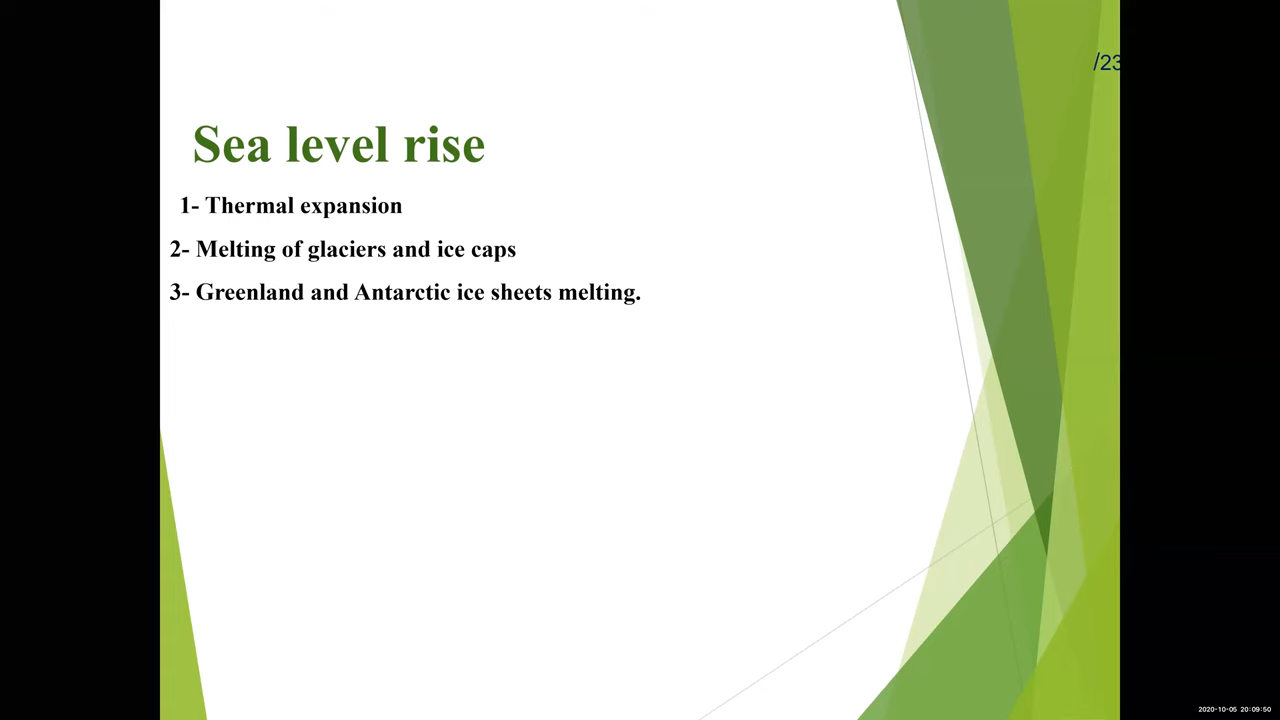 /23
Sea level rise
1- Thermal expansion
2- Melting of glaciers and ice caps
3- Greenland and Antarctic ice sheets melting.
2020-10-05 20:09:50